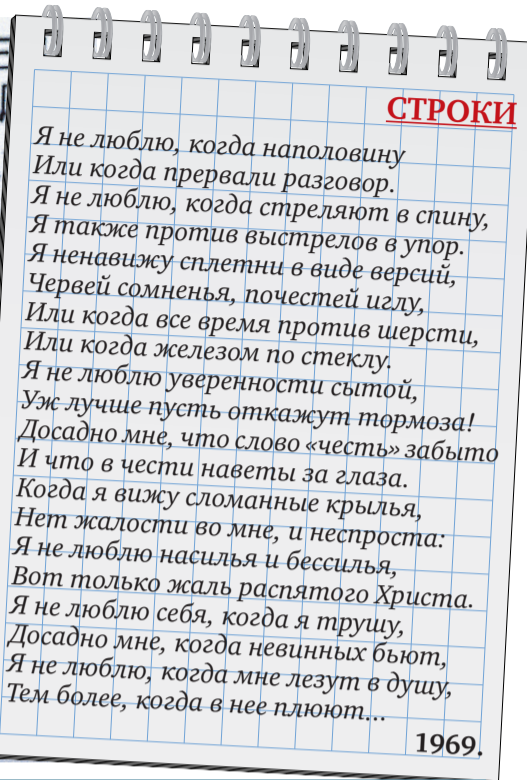 СТРОКИ
Я не люблю, когда наполовину
Или когда прервали разговор.
Я не люблю, когда стреляют в спину,
Я также против выстрелов в упор.
Я ненавижу сплетни в виде версий,
Червей сомненья, почестей иглу,
Или когда все время против шерсти,
Или когда железом по стеклу.
Я не люблю уверенности сытой,
Уж лучше пусть откажут тормоза!
Досадно мне, что слово «честь» забыто
И что в чести наветы за глаза.
Когда я вижу сломанные крылья,
Нет жалости во мне, и неспроста:
Я не люблю насилья и бессилья,
Вот только жаль распятого Христа.
Я не люблю себя, когда я трушу,
Досадно мне, когда невинных бьют,
Я не люблю, когда мне лезут в душу,
Тем более, когда в нее плюют...
1969.